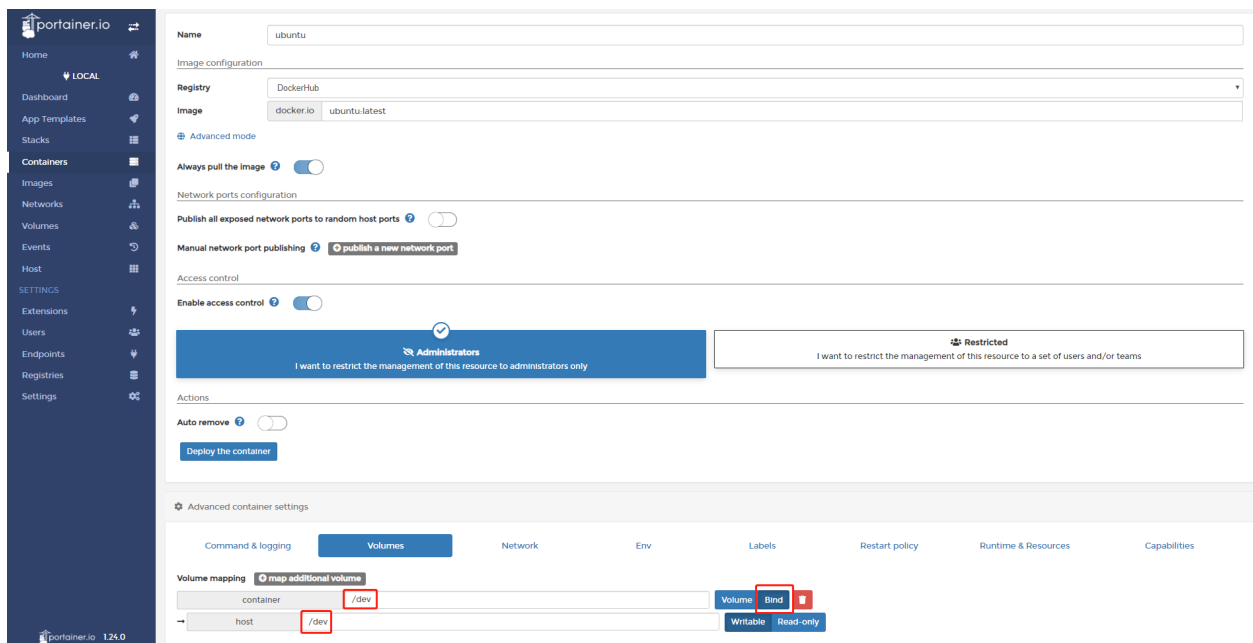 portainer.io
Home
LOCAL
Dashboard
App Templates
Stacks
Containers
Images
Networks
Volumes
Events
Host
SETTINGS
Extensions
Users
Endpoints
Registries
Settings
portainer.io 1.24.0
Name ubuntu
Image configuration
Registry DockerHub
Image docker.io ubuntu:latest
Advanced mode
Always pull the image
Network ports configuration
Publish all exposed network ports to random host ports
Manual network port publishing publish a new network port
Access control
Enable access control
Administrators
I want to restrict the management of this resource to administrators only
Restricted
I want to restrict the management of this resource to a set of users and/or teams
Actions
Auto remove
Deploy the container
Advanced container settings
Command & logging Volumes Network Env Labels Restart policy Runtime & Resources Capabilities
Volume mapping map additional volume
container /dev Volume Bind
host /dev Writable Read-only